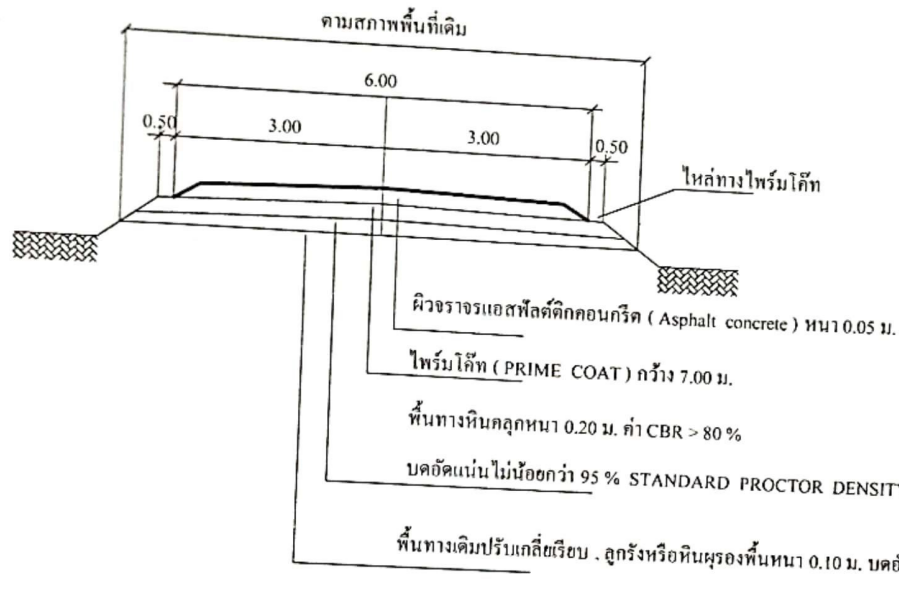 ตามสภาพพื้นที่เดิม
6.00
0.50 3.00 3.00 0.50
ไหล่ทางไพร์มโค๊ท
ผิวจราจรแอสฟัลต์ติกคอนกรีต ( Asphalt concrete ) หนา 0.05 ม.
ไพร์มโค๊ท ( PRIME COAT ) กว้าง 7.00 ม.
พื้นทางหินคลุกหนา 0.20 ม. ค่า CBR > 80 %
บดอัดแน่นไม่น้อยกว่า 95 % STANDARD PROCTOR DENSITY
พื้นทางเดิมปรับเกลี่ยเรียบ , ลูกรังหรือหินผุรองพื้นหนา 0.10 ม.